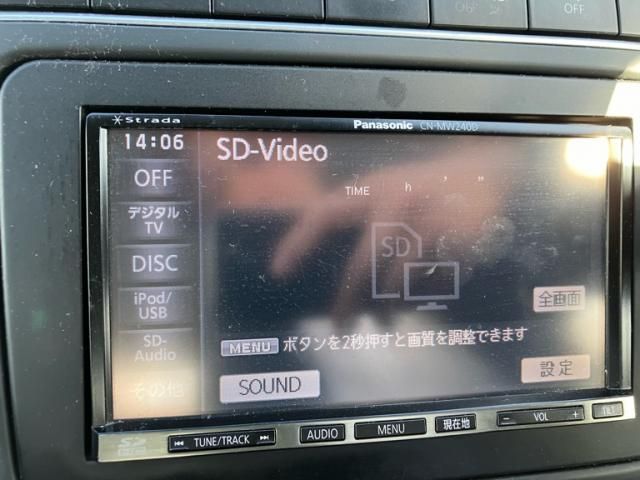 OFF
Strada
Panasonic
CN-MW240D
14:06
SD-Video
OFF
TIME h ' "
デジタル
TV
SD
DISC
iPod/
USB
全画面
SD-
Audio
MENU ボタンを2秒押すと画質を調整できます
その他
SOUND
設定
SD
TUNE/TRACK
AUDIO
MENU
現在地
− VOL +
TILT